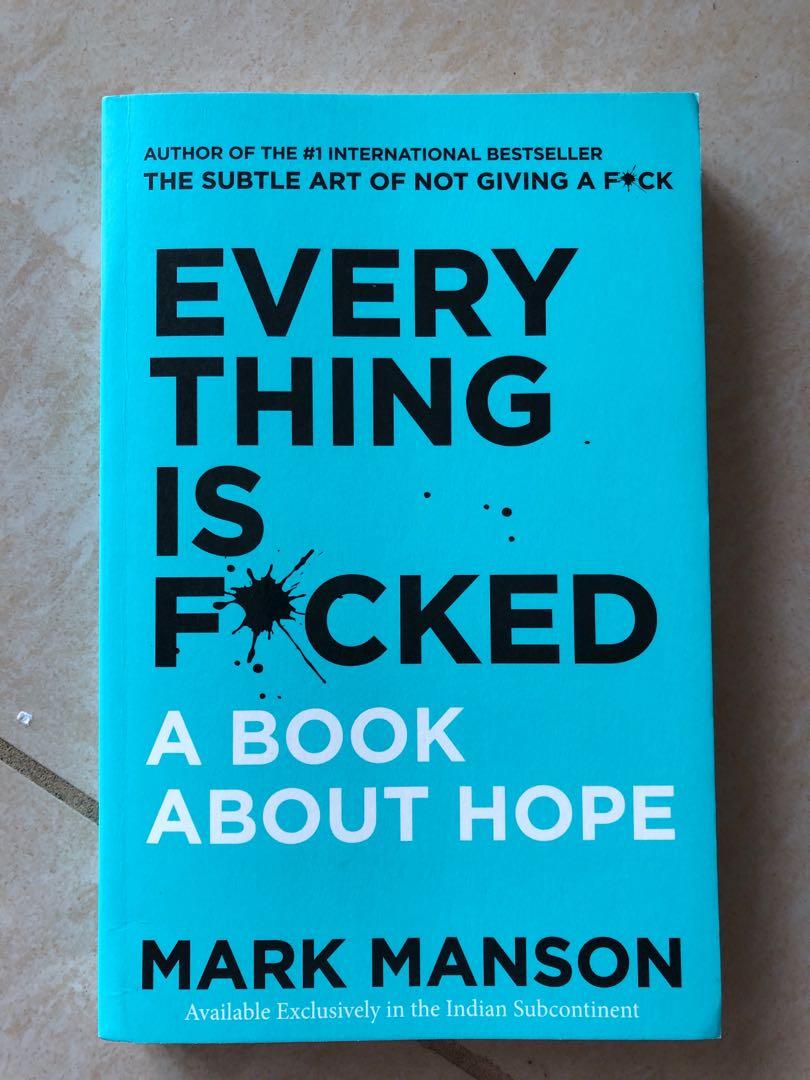 AUTHOR OF THE #1 INTERNATIONAL BESTSELLER
THE SUBTLE ART OF NOT GIVING A F*CK
EVERY
THING
IS
F*CKED
A BOOK
ABOUT HOPE
MARK MANSON
Available Exclusively in the Indian Subcontinent